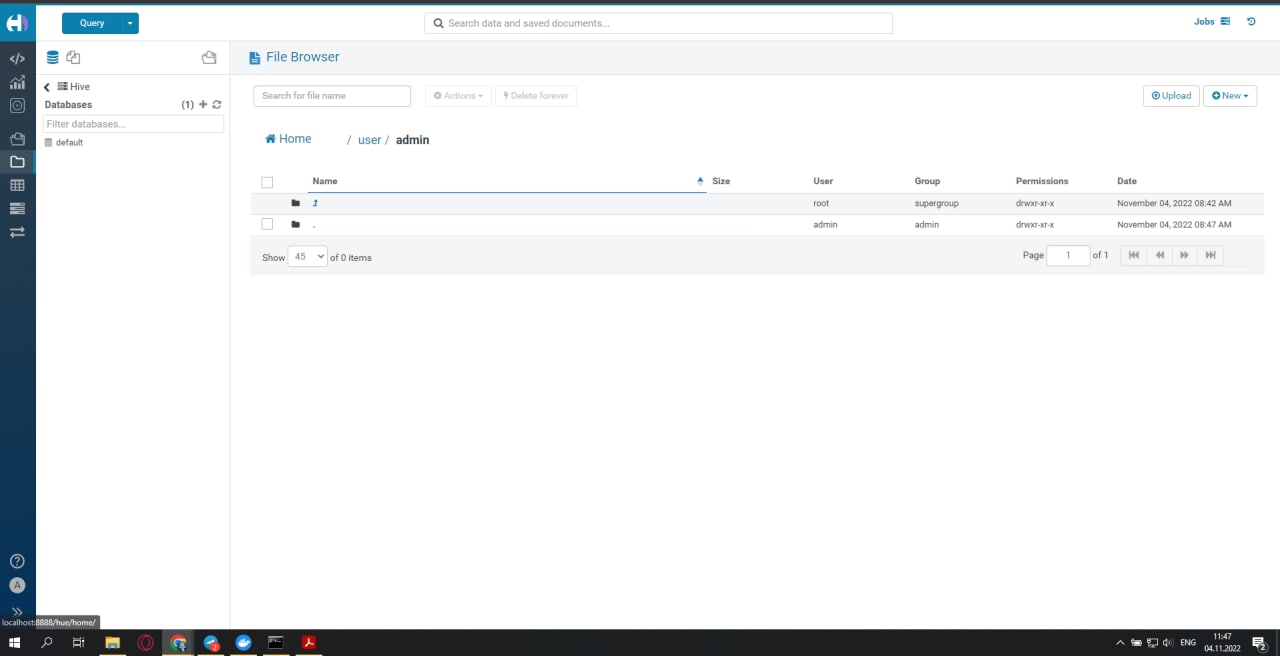 Query
Search data and saved documents...
Jobs
File Browser
Hive
Databases (1)
Filter databases...
default
Search for file name
Actions
Delete forever
Upload
New
Home / user / admin
Name Size User Group Permissions Date
root supergroup drwxr-xr-x November 04, 2022 08:42 AM
. admin admin drwxr-xr-x November 04, 2022 08:47 AM
Show 45 of 0 items
Page 1 of 1
A
localhost:8888/hue/home/
2
ENG
11:47
04.11.2022
2